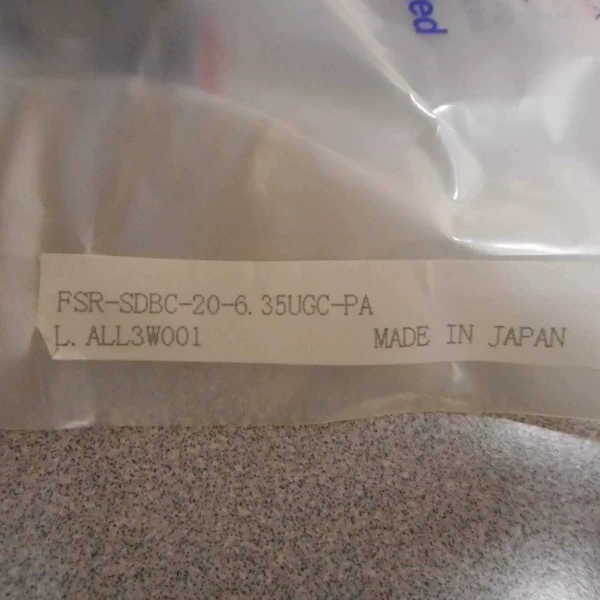 FSR-SDBC-20-6.35UGC-PA
L. ALL3W001 MADE IN JAPAN